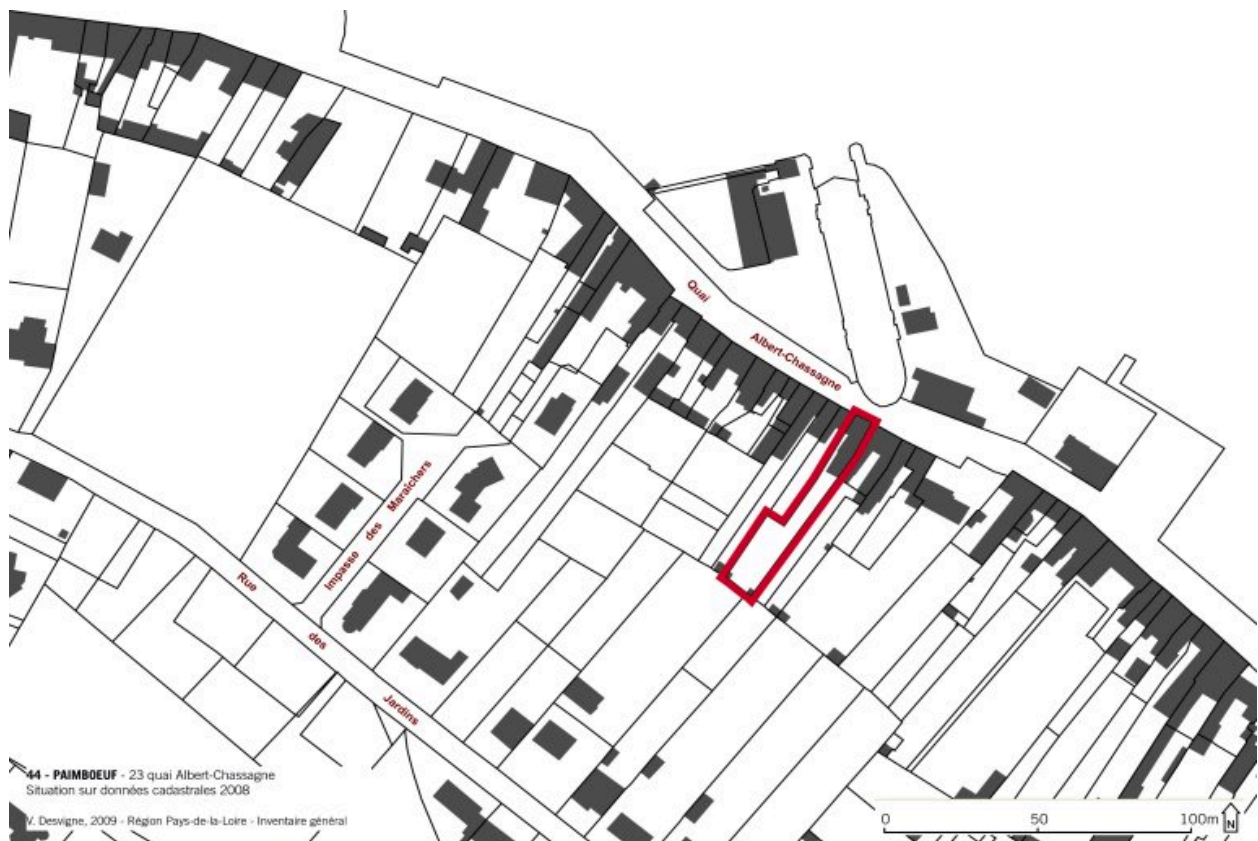 Quai
Albert-Chassagne
Impasse des Maraîchers
Rue des Jardins
44 - PAIMBOEUF - 23 quai Albert-Chassagne
Situation sur données cadastrales 2008
V. Desvigne, 2009 - Région Pays-de-la-Loire - Inventaire général
0 50 100m
N